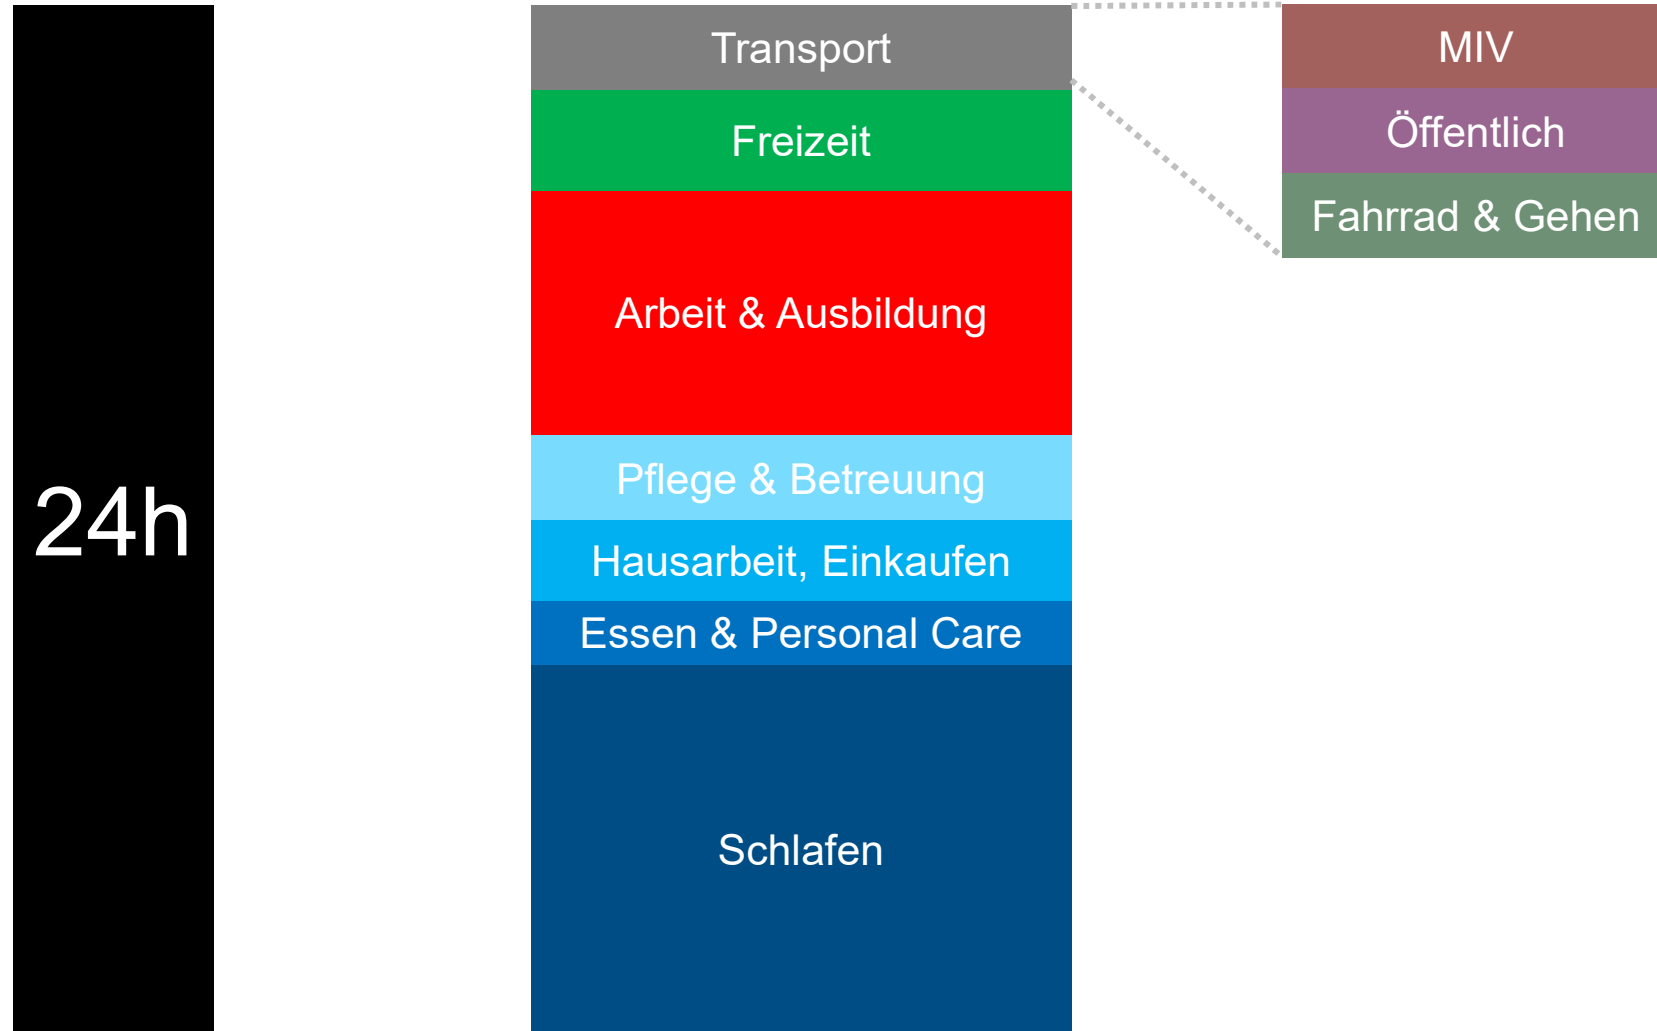 24h
Transport
Freizeit
Arbeit & Ausbildung
Pflege & Betreuung
Hausarbeit, Einkaufen
Essen & Personal Care
Schlafen
MIV
Öffentlich
Fahrrad & Gehen